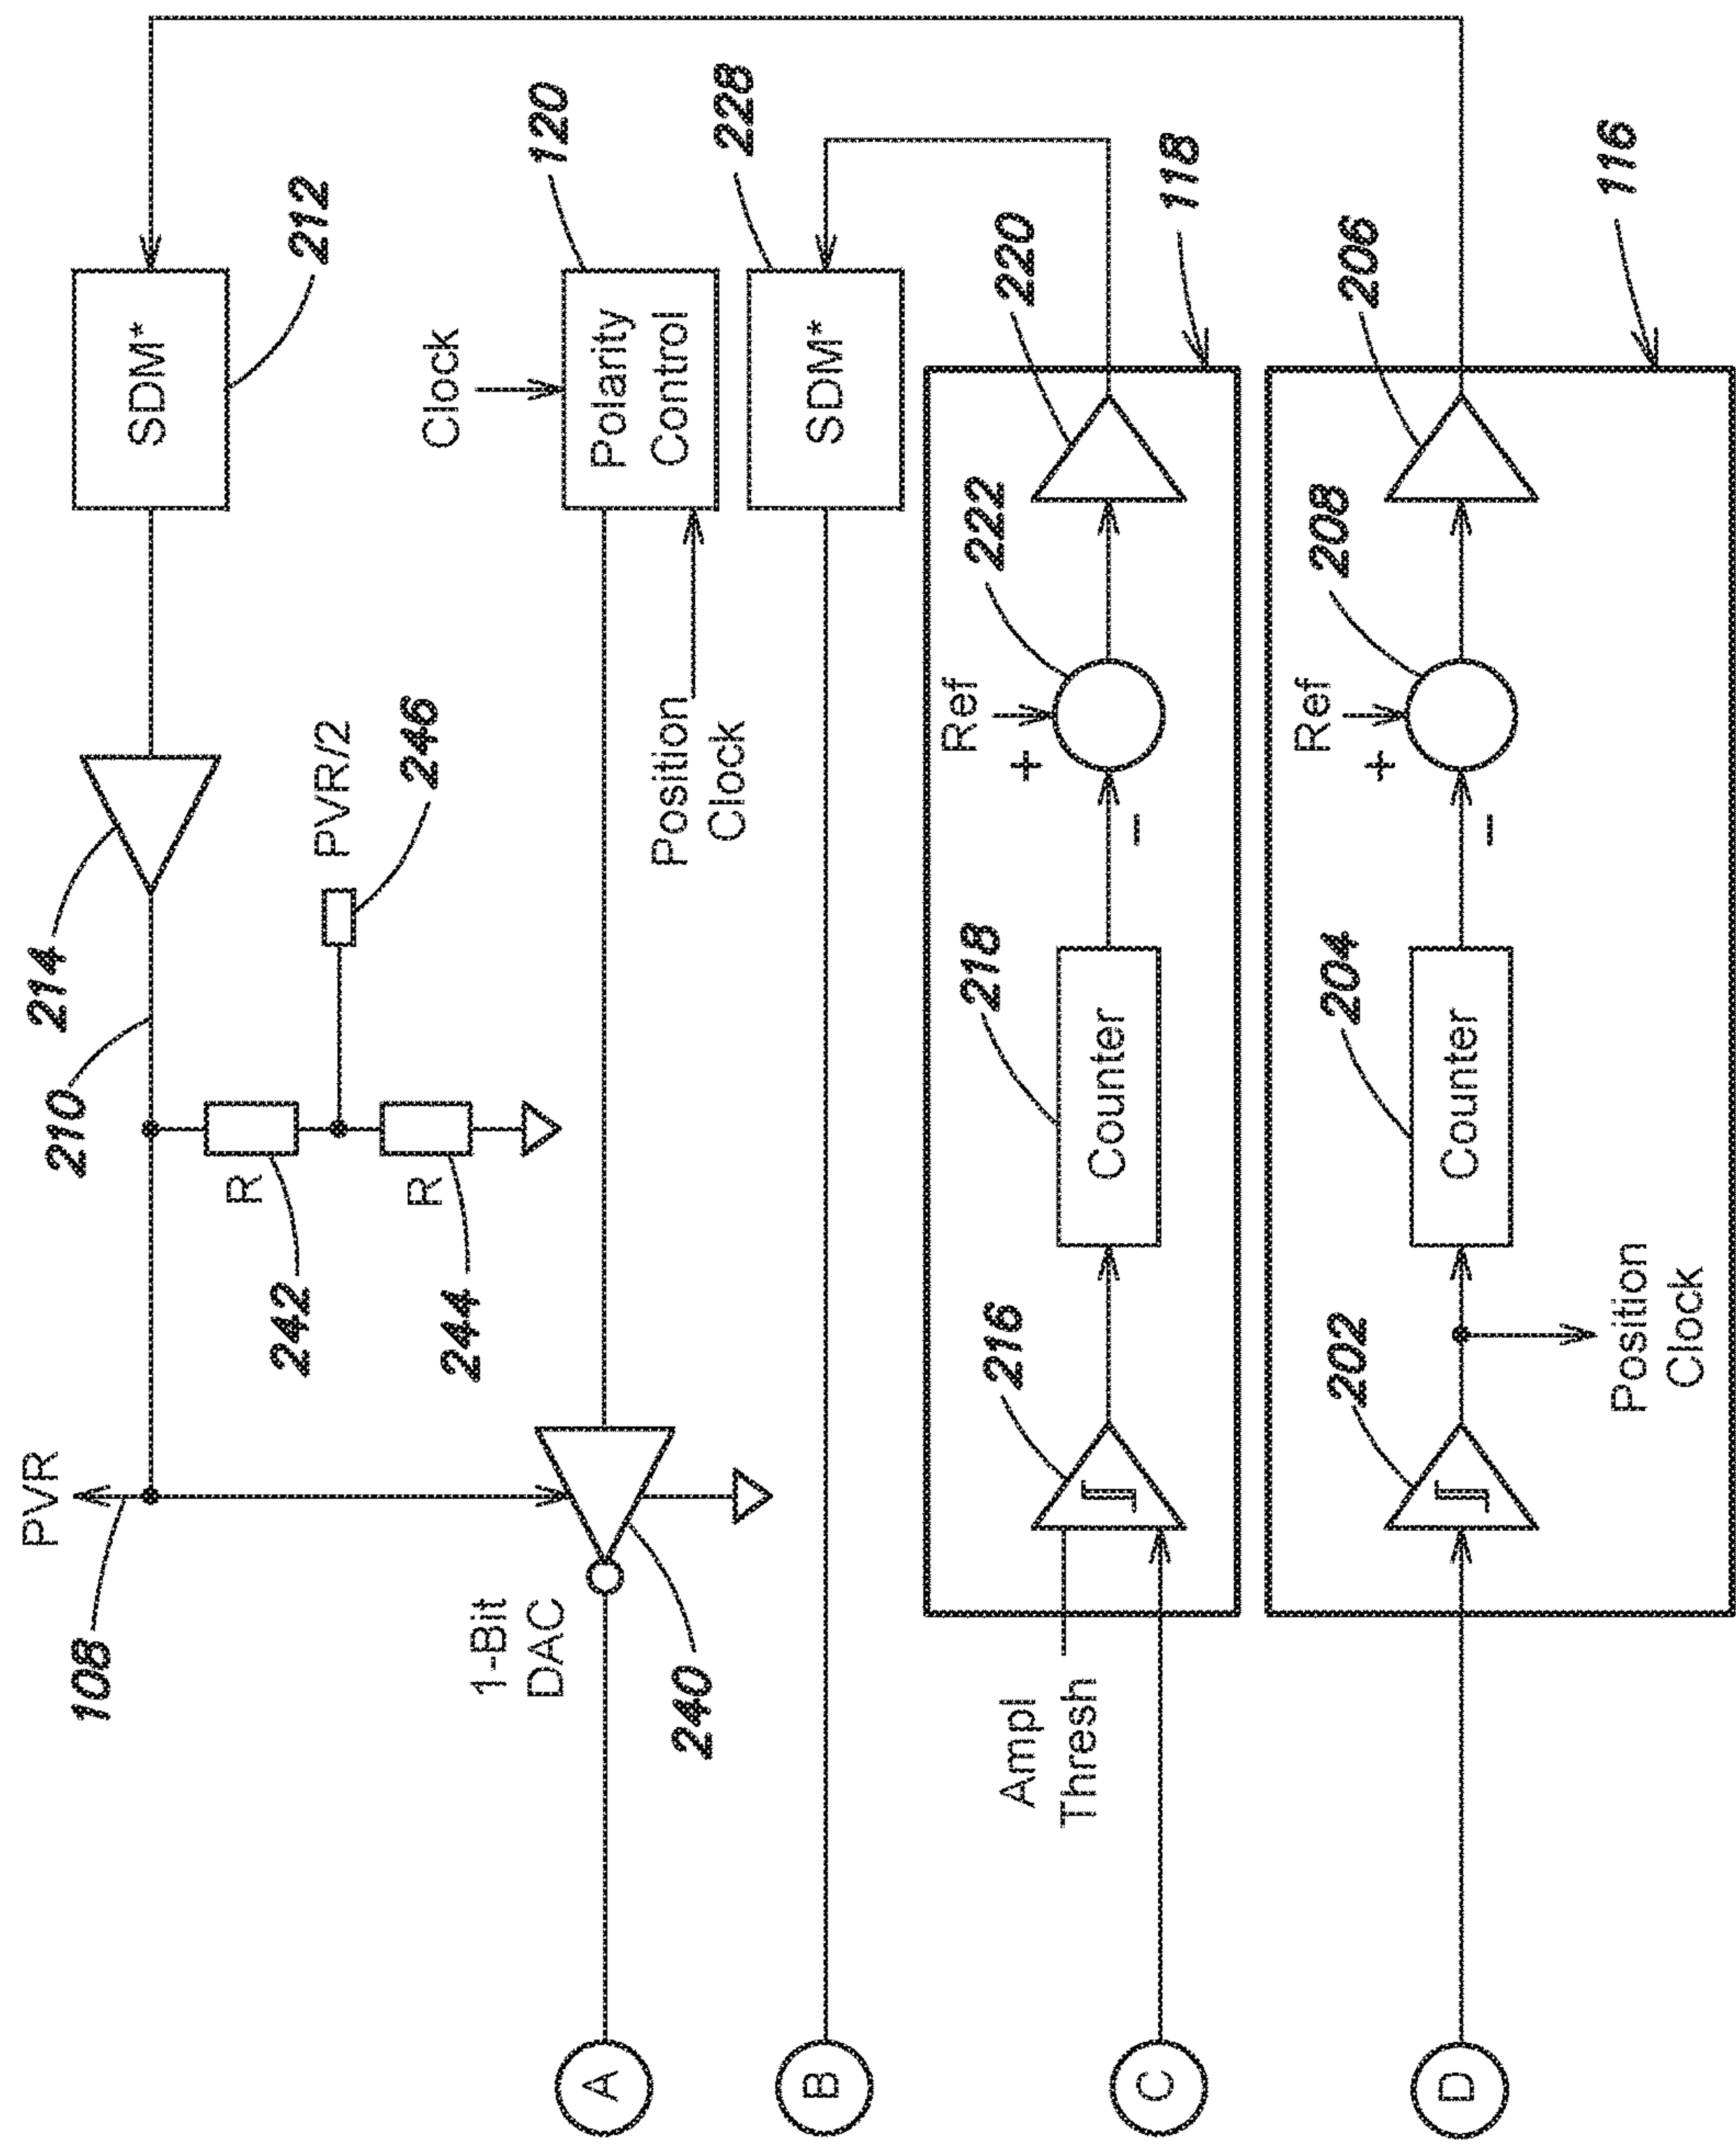 PVR
214
210
108
SDM*
R
242
212
PVR/2
246
R
244
Clock
1-Bit
DAC
120
A
Polarity
Control
Position
Clock
240
228
B
SDM*
Ref
218
222
216
220
+
Ampl
Thresh
Counter
−
C
118
Ref
202
204
208
206
+
D
Counter
−
Position
Clock
116